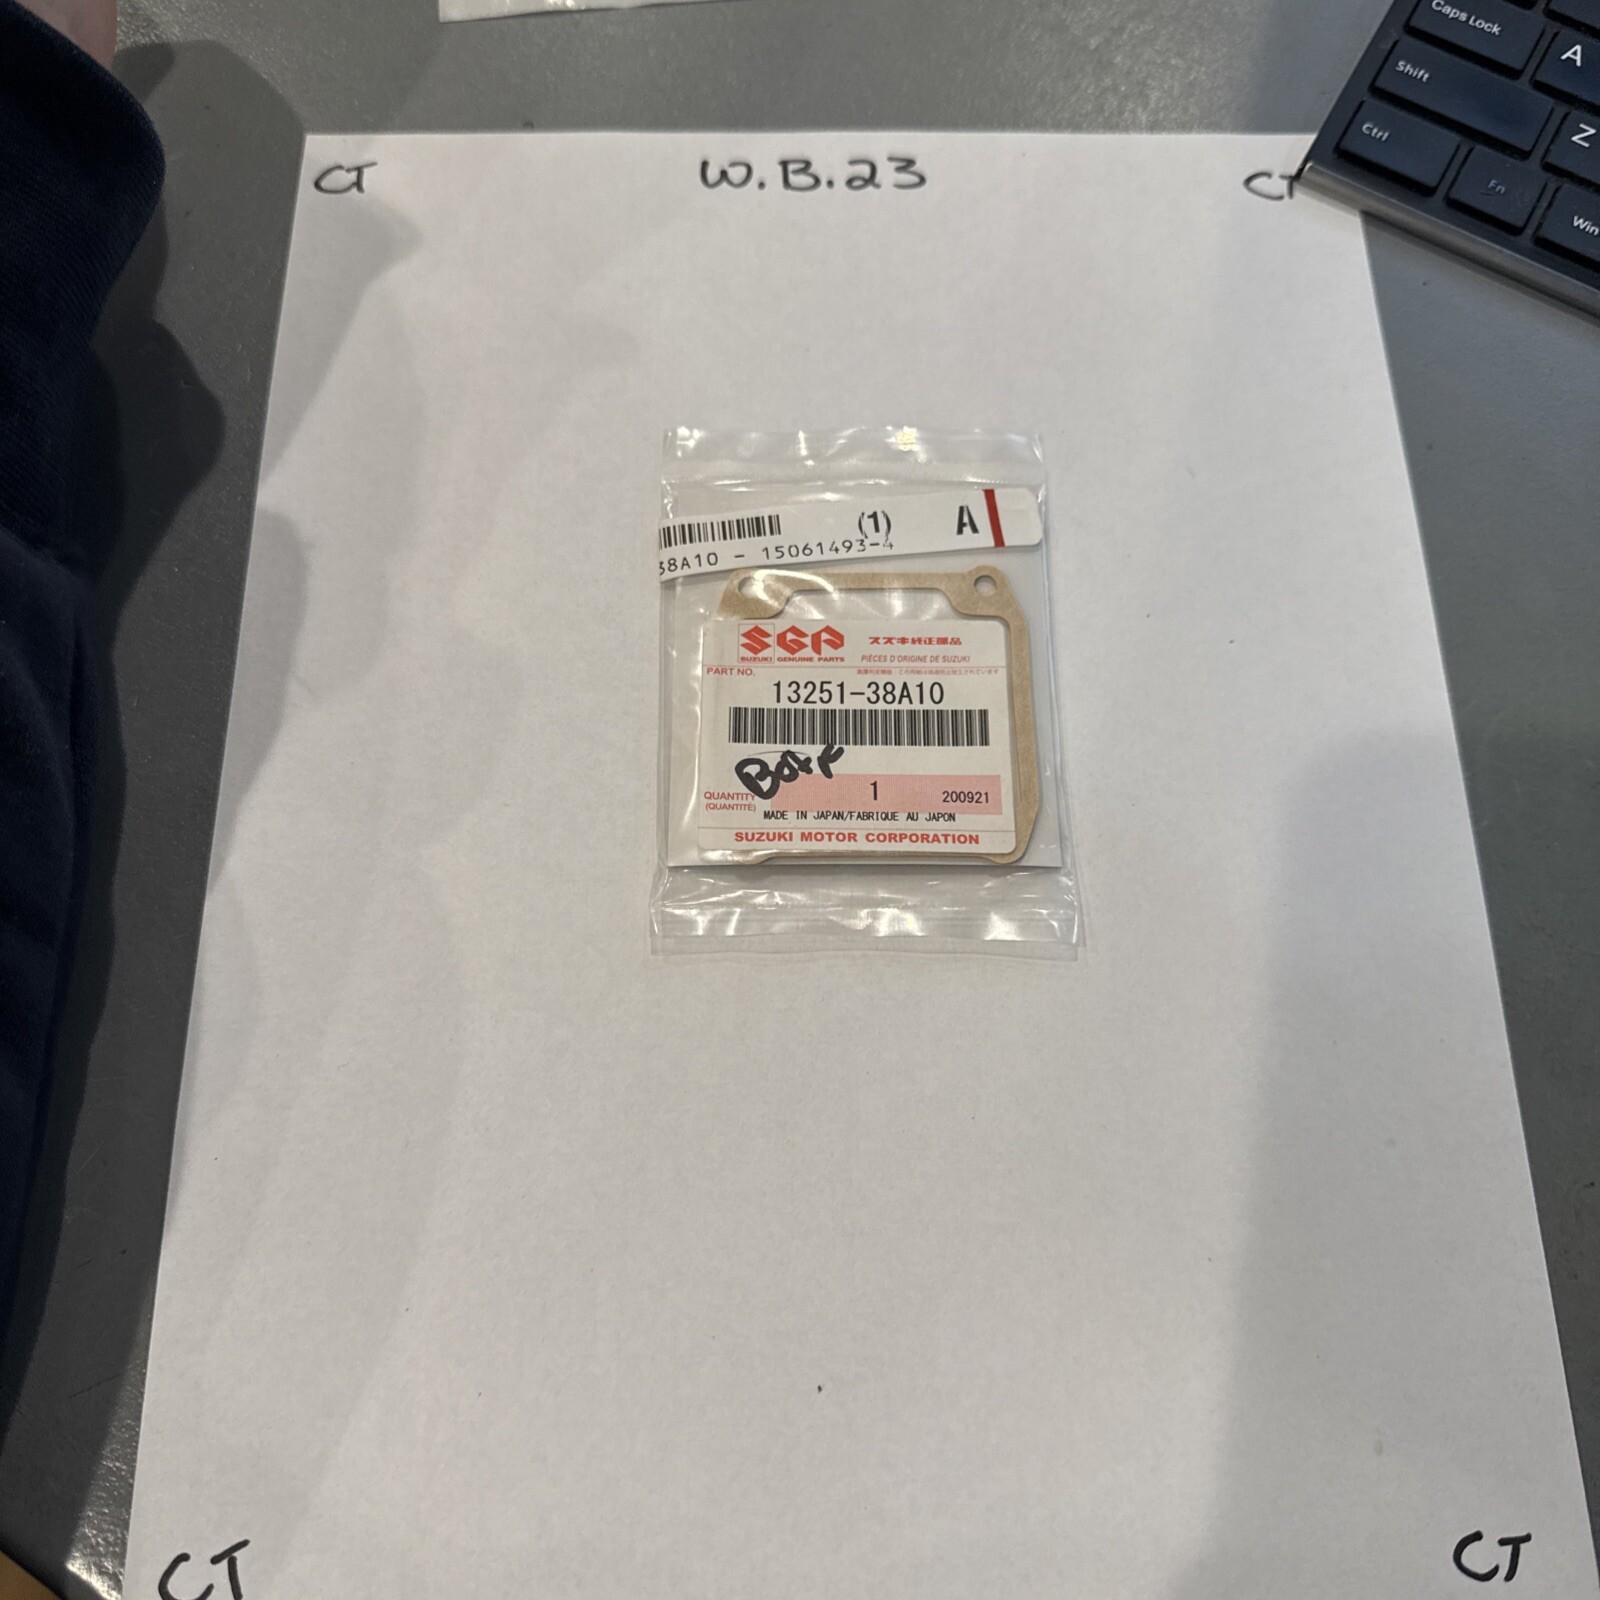 Caps Lock
A
Shift
Z
Ctrl
Fn
Win
CT
W.B.23
CT
(1)
A
38A10 - 15061493-4
SGP
スズキ純正部品
SUZUKI GENUINE PARTS
PIÈCES D'ORIGINE DE SUZUKI
PART NO.
13251-38A10
QUANTITY
(QUANTITÉ)
1
200921
MADE IN JAPAN/FABRIQUE AU JAPON
SUZUKI MOTOR CORPORATION
CT
CT